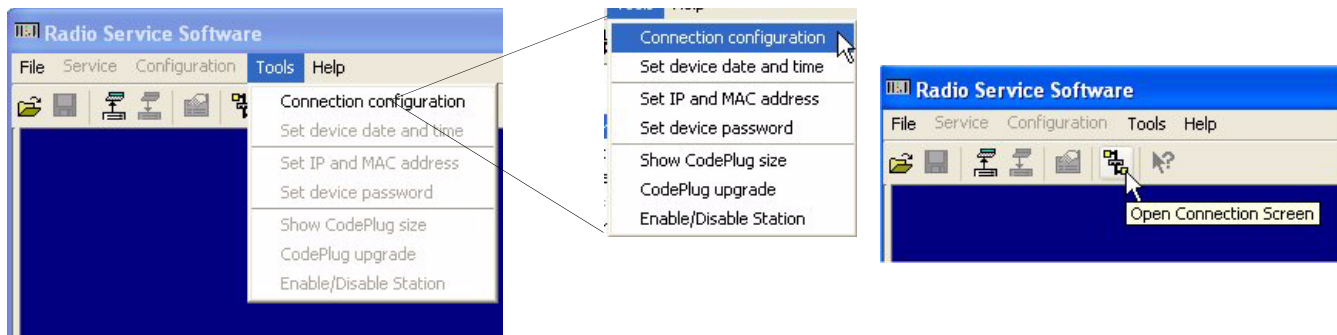 Radio Service Software
File Service Configuration Tools Help
Connection configuration
Set device date and time
Set IP and MAC address
Set device password
Show CodePlug size
CodePlug upgrade
Enable/Disable Station
Tools Help
Connection configuration
Set device date and time
Set IP and MAC address
Set device password
Show CodePlug size
CodePlug upgrade
Enable/Disable Station
Radio Service Software
File Service Configuration Tools Help
Open Connection Screen